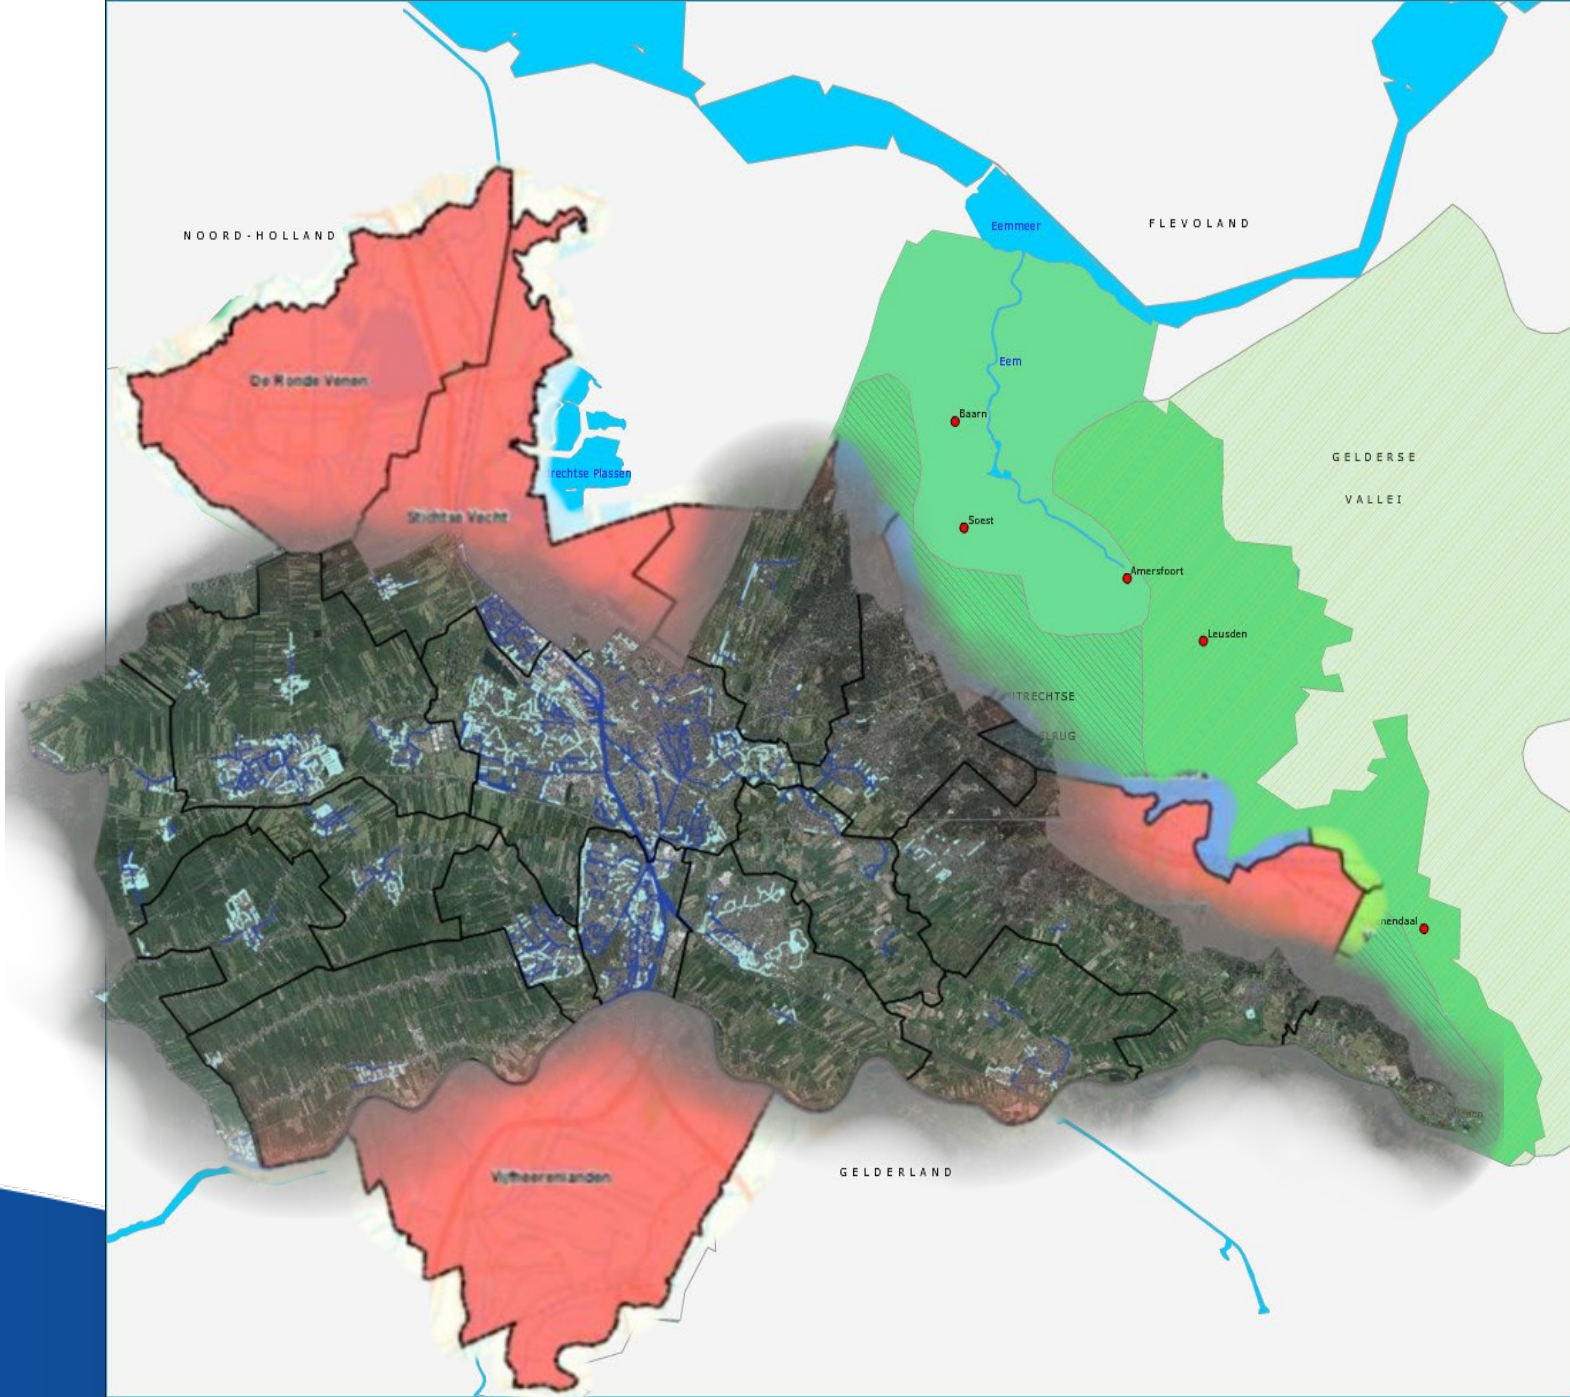 NOORD-HOLLAND
FLEVOLAND
Eemmeer
Eem
De Ronde Venen
Baarn
GELDERSE
VALLEI
rechtse Plassen
Stichtse Vecht
Soest
Amersfoort
Leusden
UTRECHTSE
Vijfheerenlanden
GELDERLAND